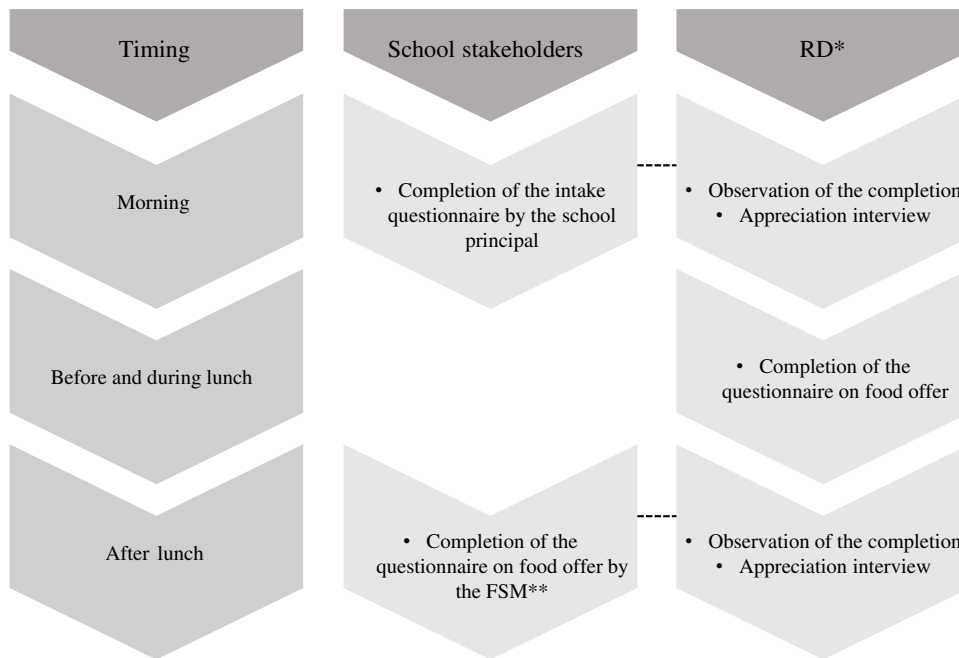 Timing
School stakeholders
RD*
Morning
• Completion of the intake
questionnaire by the school
principal
• Observation of the completion
• Appreciation interview
Before and during lunch
• Completion of the
questionnaire on food offer
After lunch
• Completion of the
questionnaire on food offer by
the FSM**
• Observation of the completion
• Appreciation interview